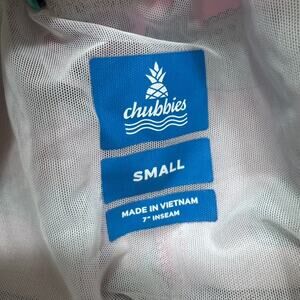 chubbies
SMALL
MADE IN VIETNAM
7" INSEAM